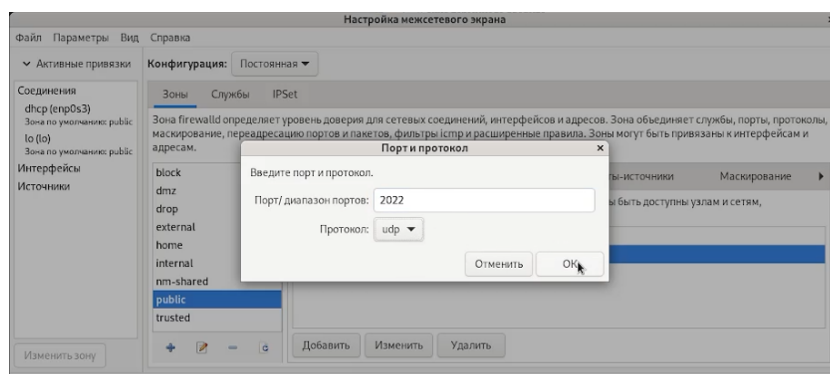 Настройка межсетевого экрана
Файл Параметры Вид Справка
Активные привязки Конфигурация: Постоянная
Соединения
dhcp (enp0s3)
Зона по умолчанию: public
lo (lo)
Зона по умолчанию: public
Интерфейсы
Источники
Изменить зону
Зоны Службы IPSet
Зона firewalld определяет уровень доверия для сетевых соединений, интерфейсов и адресов. Зона объединяет службы, порты, протоколы,
маскирование, переадресацию портов и пакетов, фильтры icmp и расширенные правила. Зоны могут быть привязаны к интерфейсам и
адресам.
block
dmz
drop
external
home
internal
nm-shared
public
trusted
ты-источники Маскирование
ы быть доступны узлам и сетям,
Порт и протокол
Введите порт и протокол.
Порт/ диапазон портов: 2022
Протокол: udp
Отменить OK
Добавить Изменить Удалить